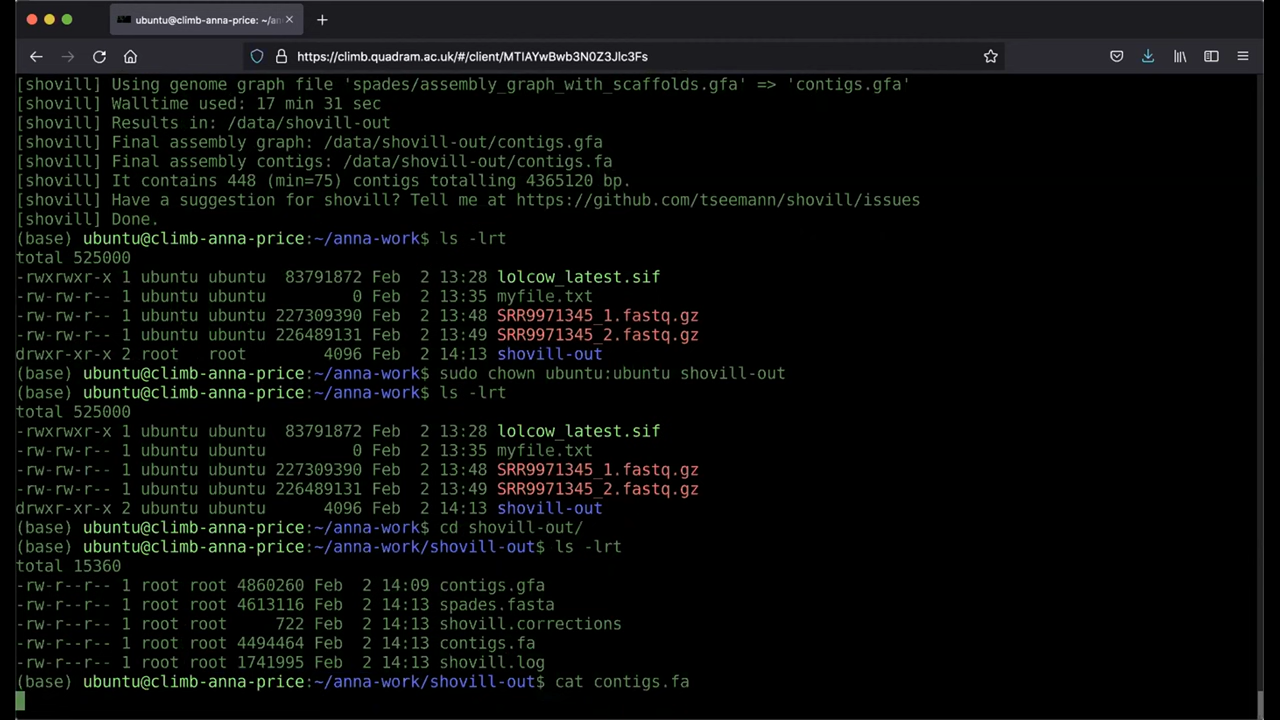 ubuntu@climb-anna-price: ~/an
https://climb.quadram.ac.uk/#/client/MTIAYwBwb3N0Z3Jlc3Fs
[shovill] Using genome graph file 'spades/assembly_graph_with_scaffolds.gfa' => 'contigs.gfa'
[shovill] Walltime used: 17 min 31 sec
[shovill] Results in: /data/shovill-out
[shovill] Final assembly graph: /data/shovill-out/contigs.gfa
[shovill] Final assembly contigs: /data/shovill-out/contigs.fa
[shovill] It contains 448 (min=75) contigs totalling 4365120 bp.
[shovill] Have a suggestion for shovill? Tell me at https://github.com/tseemann/shovill/issues
[shovill] Done.
(base) ubuntu@climb-anna-price:~/anna-work$ ls -lrt
total 525000
-rwxrwxr-x 1 ubuntu ubuntu  83791872 Feb  2 13:28 lolcow_latest.sif
-rw-rw-r-- 1 ubuntu ubuntu         0 Feb  2 13:35 myfile.txt
-rw-rw-r-- 1 ubuntu ubuntu 227309390 Feb  2 13:48 SRR9971345_1.fastq.gz
-rw-rw-r-- 1 ubuntu ubuntu 226489131 Feb  2 13:49 SRR9971345_2.fastq.gz
drwxr-xr-x 2 root   root        4096 Feb  2 14:13 shovill-out
(base) ubuntu@climb-anna-price:~/anna-work$ sudo chown ubuntu:ubuntu shovill-out
(base) ubuntu@climb-anna-price:~/anna-work$ ls -lrt
total 525000
-rwxrwxr-x 1 ubuntu ubuntu  83791872 Feb  2 13:28 lolcow_latest.sif
-rw-rw-r-- 1 ubuntu ubuntu         0 Feb  2 13:35 myfile.txt
-rw-rw-r-- 1 ubuntu ubuntu 227309390 Feb  2 13:48 SRR9971345_1.fastq.gz
-rw-rw-r-- 1 ubuntu ubuntu 226489131 Feb  2 13:49 SRR9971345_2.fastq.gz
drwxr-xr-x 2 ubuntu ubuntu      4096 Feb  2 14:13 shovill-out
(base) ubuntu@climb-anna-price:~/anna-work$ cd shovill-out/
(base) ubuntu@climb-anna-price:~/anna-work/shovill-out$ ls -lrt
total 15360
-rw-r--r-- 1 root root 4860260 Feb  2 14:09 contigs.gfa
-rw-r--r-- 1 root root 4613116 Feb  2 14:13 spades.fasta
-rw-r--r-- 1 root root     722 Feb  2 14:13 shovill.corrections
-rw-r--r-- 1 root root 4494464 Feb  2 14:13 contigs.fa
-rw-r--r-- 1 root root 1741995 Feb  2 14:13 shovill.log
(base) ubuntu@climb-anna-price:~/anna-work/shovill-out$ cat contigs.fa